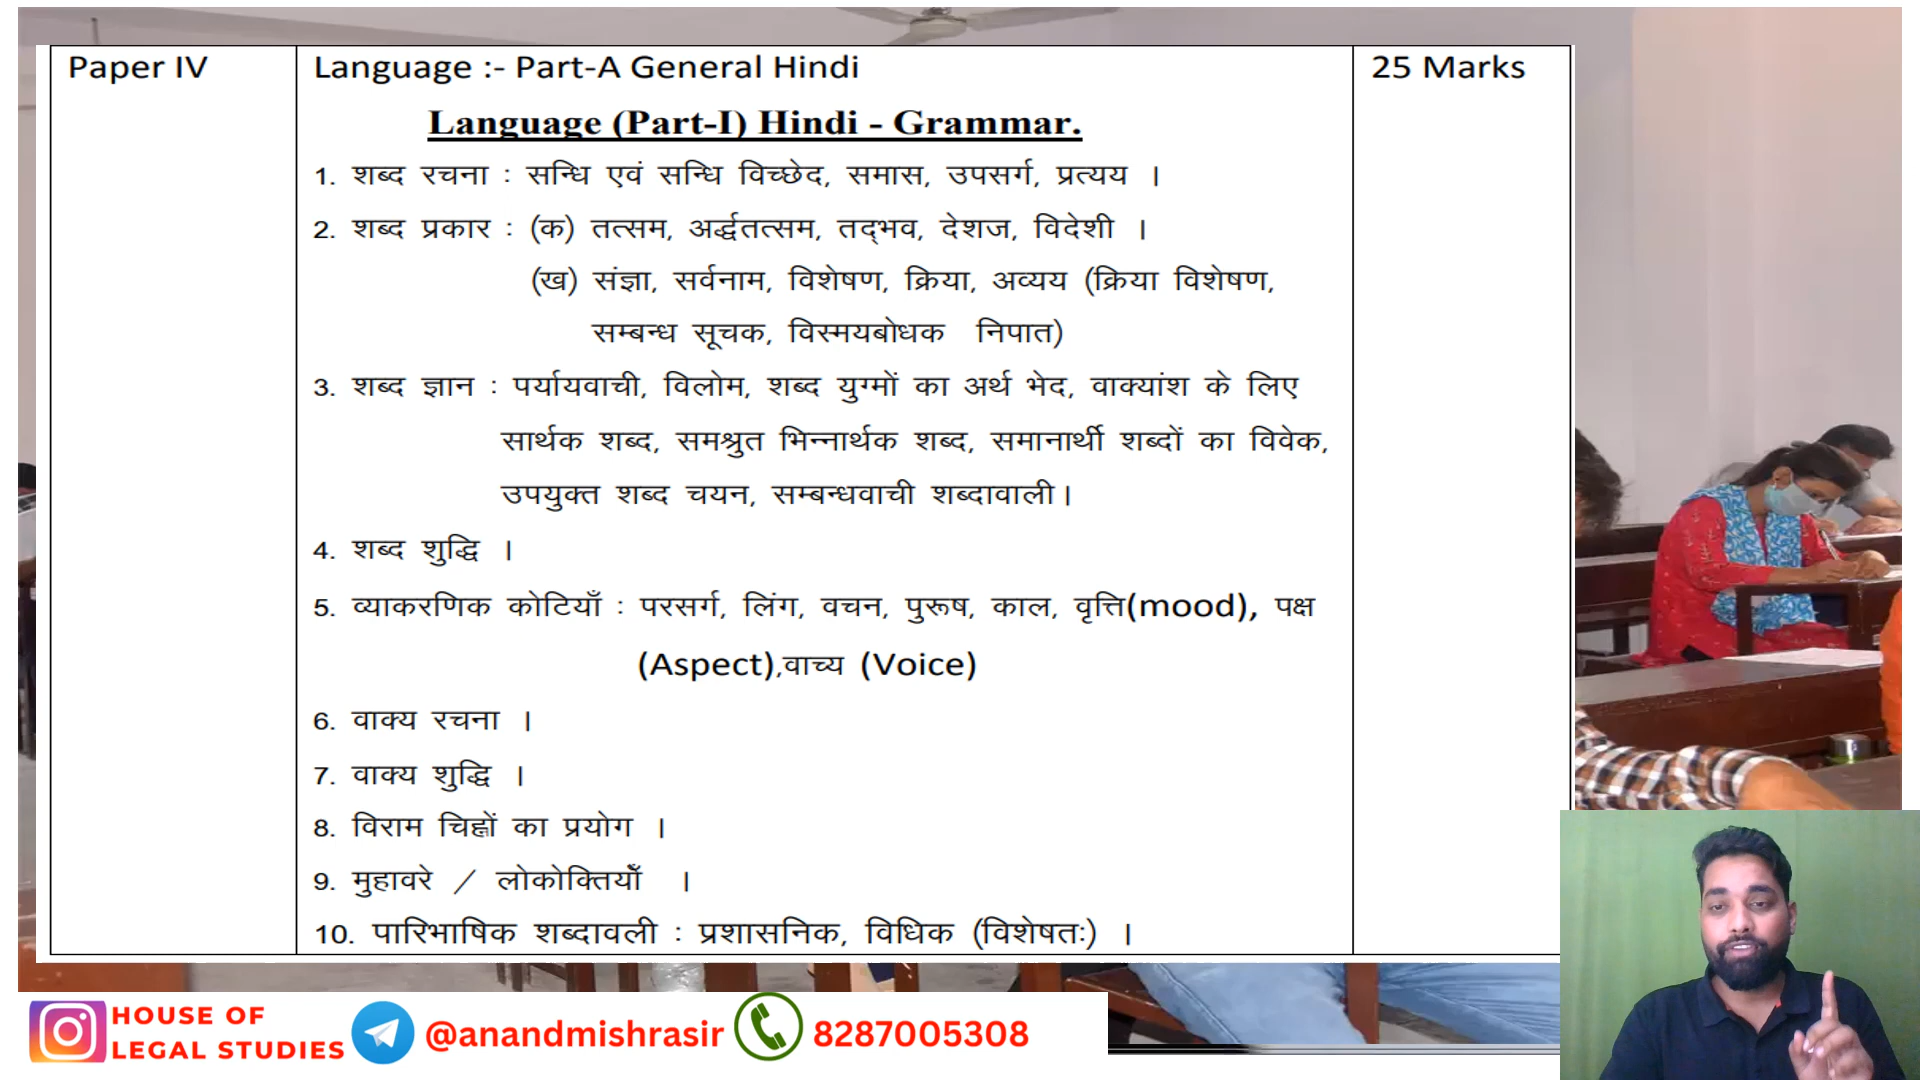 Paper IV
Language :- Part-A General Hindi
25 Marks
Language (Part-I) Hindi - Grammar.
1. शब्द रचना : सन्धि एवं सन्धि विच्छेद, समास, उपसर्ग, प्रत्यय ।
2. शब्द प्रकार : (क) तत्सम, अर्द्धतत्सम, तद्भव, देशज, विदेशी ।
(ख) संज्ञा, सर्वनाम, विशेषण, क्रिया, अव्यय (क्रिया विशेषण,
सम्बन्ध सूचक, विस्मयबोधक निपात)
3. शब्द ज्ञान : पर्यायवाची, विलोम, शब्द युग्मों का अर्थ भेद, वाक्यांश के लिए
सार्थक शब्द, समश्रुत भिन्नार्थक शब्द, समानार्थी शब्दों का विवेक,
उपयुक्त शब्द चयन, सम्बन्धवाची शब्दावाली।
4. शब्द शुद्धि ।
5. व्याकरणिक कोटियाँ : परसर्ग, लिंग, वचन, पुरूष, काल, वृत्ति(mood), पक्ष
(Aspect),वाच्य (Voice)
6. वाक्य रचना ।
7. वाक्य शुद्धि ।
8. विराम चिह्नों का प्रयोग ।
9. मुहावरे / लोकोक्तियाँ ।
10. पारिभाषिक शब्दावली : प्रशासनिक, विधिक (विशेषतः) ।
HOUSE OF
LEGAL STUDIES
@anandmishrasir
8287005308